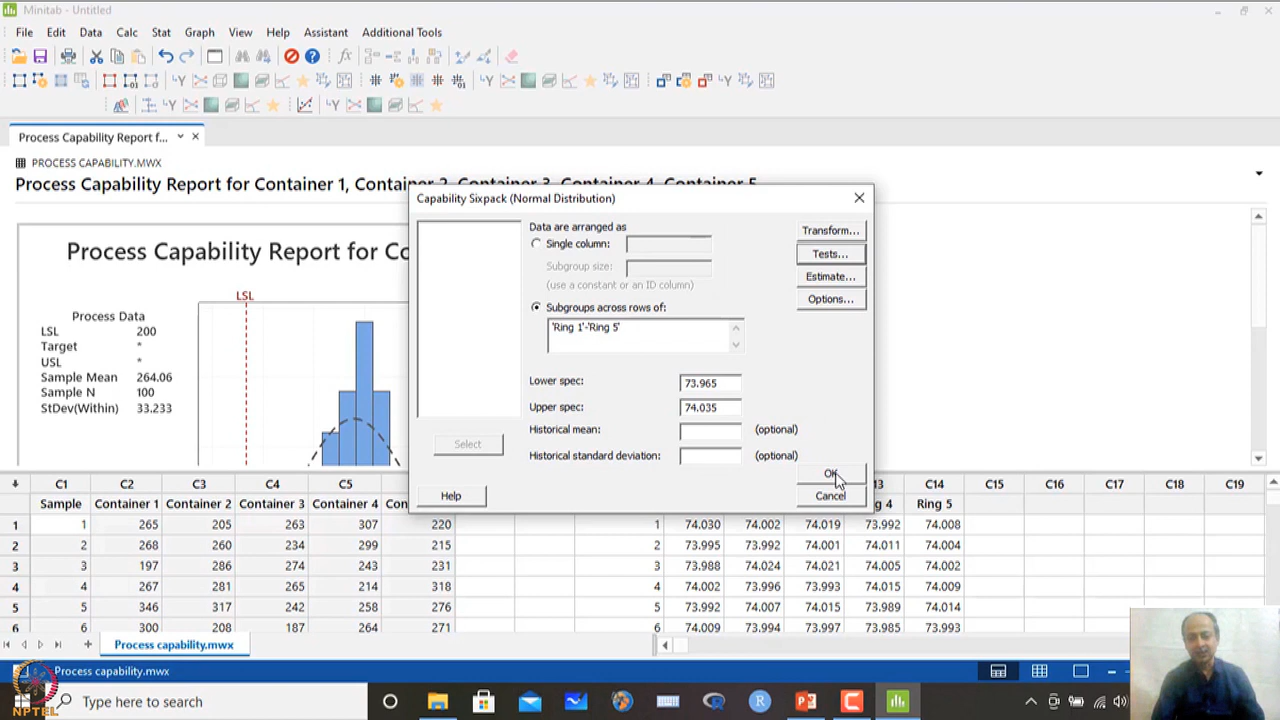 Minitab - Untitled
File Edit Data Calc Stat Graph View Help Assistant Additional Tools
Process Capability Report f...
PROCESS CAPABILITY.MWX
Process Capability Report for Container 1, Container 2, Container 3, Container 4, Container 5
Process Capability Report for Co
LSL
Process Data
LSL 200
Target *
USL *
Sample Mean 264.06
Sample N 100
StDev(Within) 33.233
Capability Sixpack (Normal Distribution)
Data are arranged as
Single column:
Subgroup size:
(use a constant or an ID column)
Subgroups across rows of:
'Ring 1'-'Ring 5'
Lower spec: 73.965
Upper spec: 74.035
Historical mean: (optional)
Historical standard deviation: (optional)
Transform...
Tests...
Estimate...
Options...
Select
Help
OK
Cancel
C1 C2 C3 C4 C5 13 C14 C15 C16 C17 C18 C19
Sample Container 1 Container 2 Container 3 Container 4 Con 4 Ring 5
1 1 265 205 263 307 220 1 74.030 74.002 74.019 73.992 74.008
2 2 268 260 234 299 215 2 73.995 73.992 74.001 74.011 74.004
3 3 197 286 274 243 231 3 73.988 74.024 74.021 74.005 74.002
4 4 267 281 265 214 318 4 74.002 73.996 73.993 74.015 74.009
5 5 346 317 242 258 276 5 73.992 74.007 74.015 73.989 74.014
6 6 300 208 187 264 271 6 74.009 73.994 73.997 73.985 73.993
Process capability.mwx
Process capability.mwx
Type here to search
NPTEL